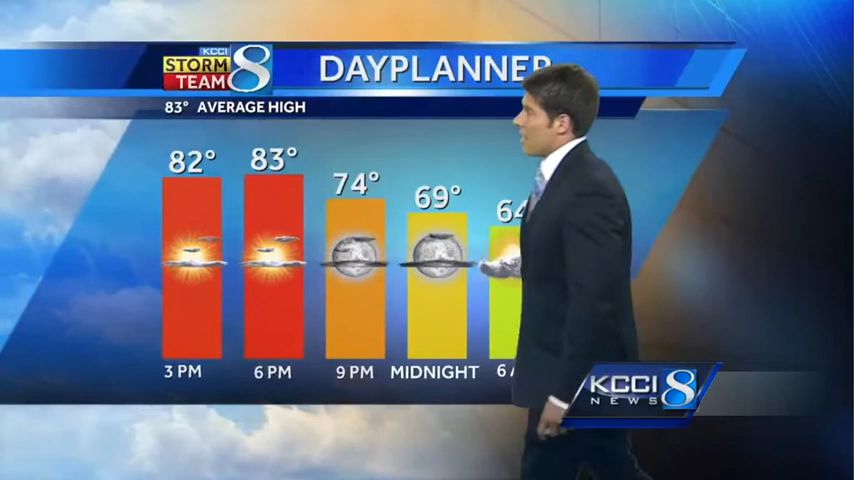 KCCI
STORM
TEAM
8
DAYPLANNER
83° AVERAGE HIGH
82°
83°
74°
69°
64
3 PM
6 PM
9 PM
MIDNIGHT
6
KCCI 8
NEWS